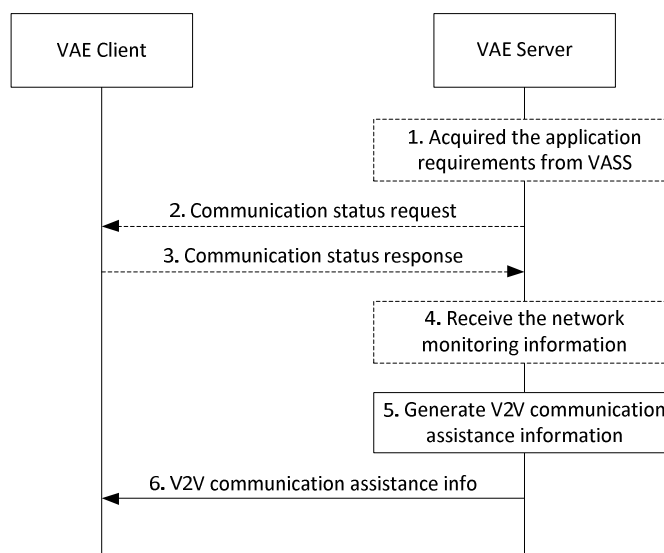 VAE Client
VAE Server
1. Acquired the application
requirements from VASS
2. Communication status request
3. Communication status response
4. Receive the network
monitoring information
5. Generate V2V communication
assistance information
6. V2V communication assistance info